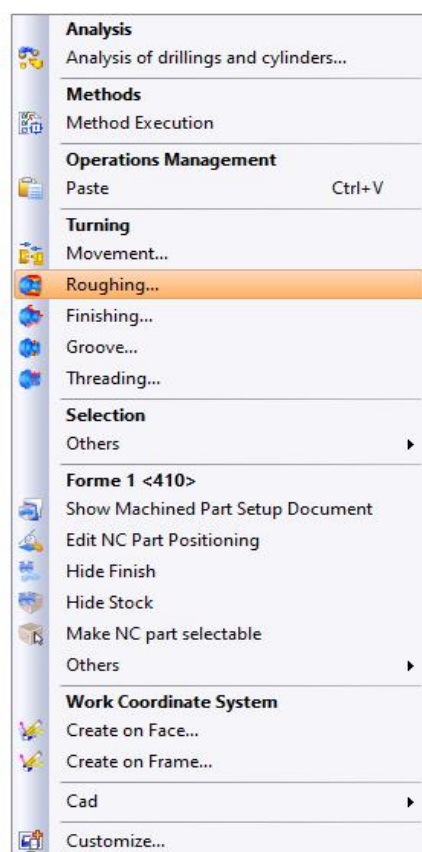 Analysis
Analysis of drillings and cylinders...
Methods
Method Execution
Operations Management
Paste Ctrl+V
Turning
Movement...
Roughing...
Finishing...
Groove...
Threading...
Selection
Others
Forme 1 <410>
Show Machined Part Setup Document
Edit NC Part Positioning
Hide Finish
Hide Stock
Make NC part selectable
Others
Work Coordinate System
Create on Face...
Create on Frame...
Cad
Customize...